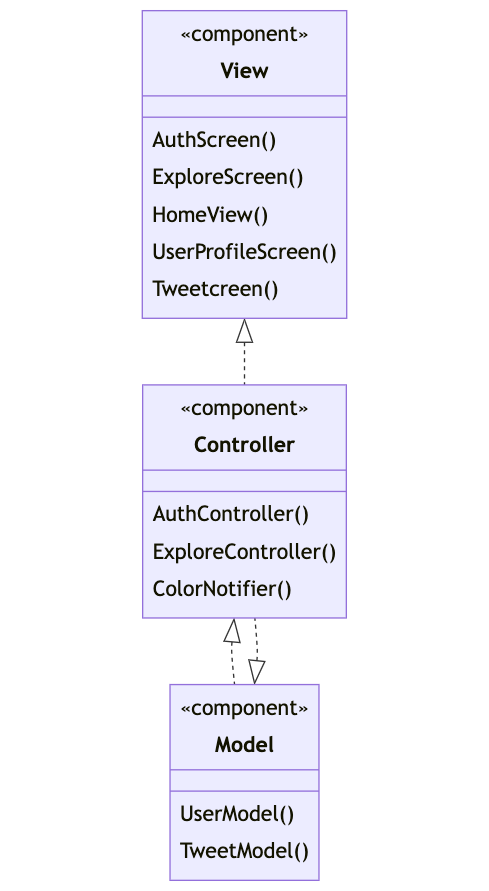 «component»
View
AuthScreen()
ExploreScreen()
HomeView()
UserProfileScreen()
Tweetcreen()
«component»
Controller
AuthController()
ExploreController()
ColorNotifier()
«component»
Model
UserModel()
TweetModel()